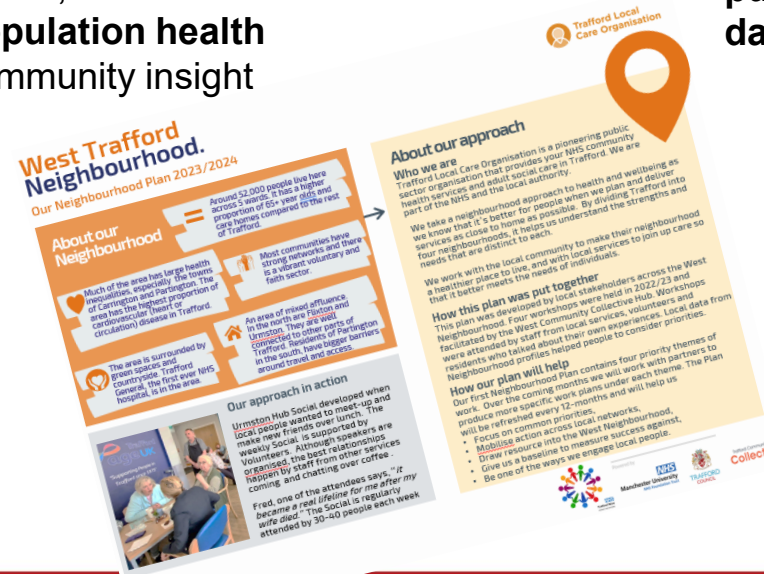 opulation health
mmunity insight
pa
da
Trafford Local
Care Organisation
West Trafford
Neighbourhood.
Our Neighbourhood Plan 2023/2024
About our
Neighbourhood
Around 52,000 people live here
across 5 wards. It has a higher
proportion of 65+ year olds and
care homes compared to the rest
of Trafford.
Much of the area has large health
inequalities, especially the towns
of Carrington and Partington. The
area has the highest proportion of
cardiovascular (heart or
circulation) disease in Trafford.
Most communities have
strong networks and there
is a vibrant voluntary and
faith sector.
The area is surrounded by
green spaces and
countryside. Trafford
General, the first ever NHS
hospital, is in the area.
An area of mixed affluence.
in the north are Flixton and
Urmston. They are well
connected to other parts of
Trafford. Residents of Partington
in the south, have bigger barriers
around travel and access.
Our approach in action
Urmston Hub Social developed when
local people wanted to meet-up and
make new friends over lunch. The
weekly Social is supported by
Volunteers. Although speakers are
organised, the best relationships
happen by staff from other services
coming and chatting over coffee .
Fred, one of the attendees says,"it
became a real lifeline for me after my
wife died." The Social is regularly
attended by 30-40 people each week
About our approach
Who we are
Trafford Local Care Organisation is a pioneering public
sector organisation that provides your NHS community
health services and adult social care in Trafford. We are
part of the NHS and the local authority.
We take a neighbourhood approach to health and wellbeing as
we know that it's better for people when we plan and deliver
services as close to home as possible. By dividing Trafford into
four neighbourhoods, it helps us understand the strengths and
needs that are distinct to each.
We work with the local community to make their neighbourhood
a healthier place to live, and with local services to join up care so
that it better meets the needs of individuals.
How this plan was put together
This plan was developed by local stakeholders across the West
Neighbourhood. Four workshops were held in 2022/23 and
facilitated by the West Community Collective Hub. Workshops
were attended by staff from local services, volunteers and
residents who talked about their own experiences. Local data from
Neighbourhood profiles helped people to consider priorities.
How our plan will help
Our first Neighbourhood Plan contains four priority themes of
work. Over the coming months we will work with partners to
produce more specific work plans under each theme. The Plan
will be refreshed every 12-months and will help us
• Focus on common priorities,
• Mobilise action across local networks,
• Draw resource into the West Neighbourhood,
• Give us a baseline to measure success against,
• Be one of the ways we engage local people.
NHS
Manchester University
NHS Foundation Trust
TRAFFORD
COUNCIL
Collect